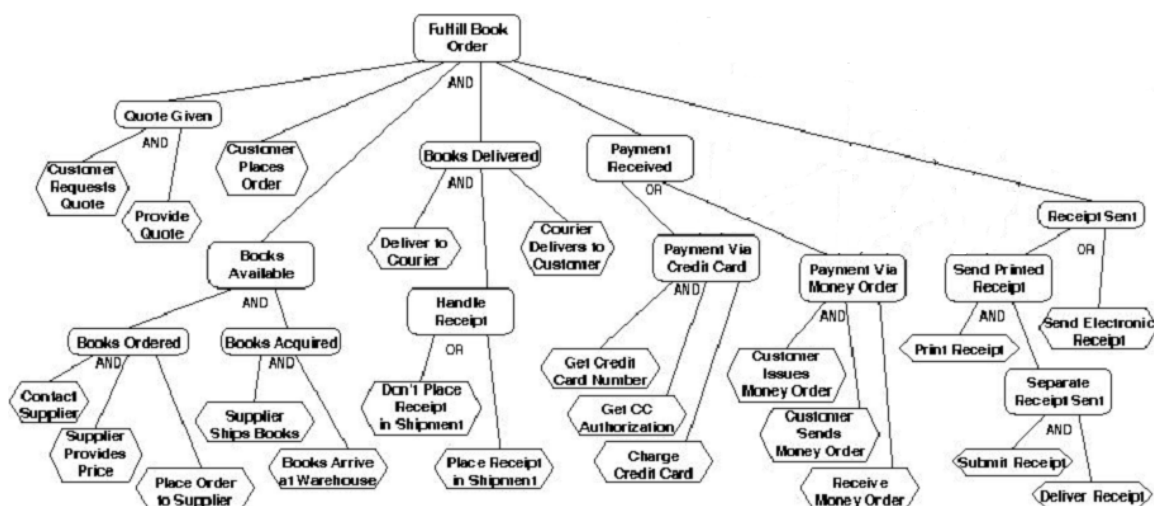 Fulfill Book
Order
AND
Quote Given
AND
Customer
Requests
Quote
Provide
Quote
Customer
Places
Order
Books
Available
AND
Books Ordered
AND
Contact
Supplier
Supplier
Provides
Price
Place Order
to Supplier
Books Acquired
AND
Supplier
Ships Books
Books Arrive
at Warehouse
Books Delivered
AND
Deliver to
Courier
Courier
Delivers to
Customer
Handle
Receipt
OR
Don't Place
Receipt
in Shipment
Place Receipt
in Shipment
Payment
Received
OR
Payment Via
Credit Card
AND
Get Credit
Card Number
Get CC
Authorization
Charge
Credit Card
Payment Via
Money Order
AND
Customer
Issues
Money Order
Customer
Sends
Money Order
Receive
Money Order
Receipt Sent
OR
Send Printed
Receipt
AND
Print Receipt
Send Electronic
Receipt
Separate
Receipt Sent
AND
Submit Receipt
Deliver Receipt